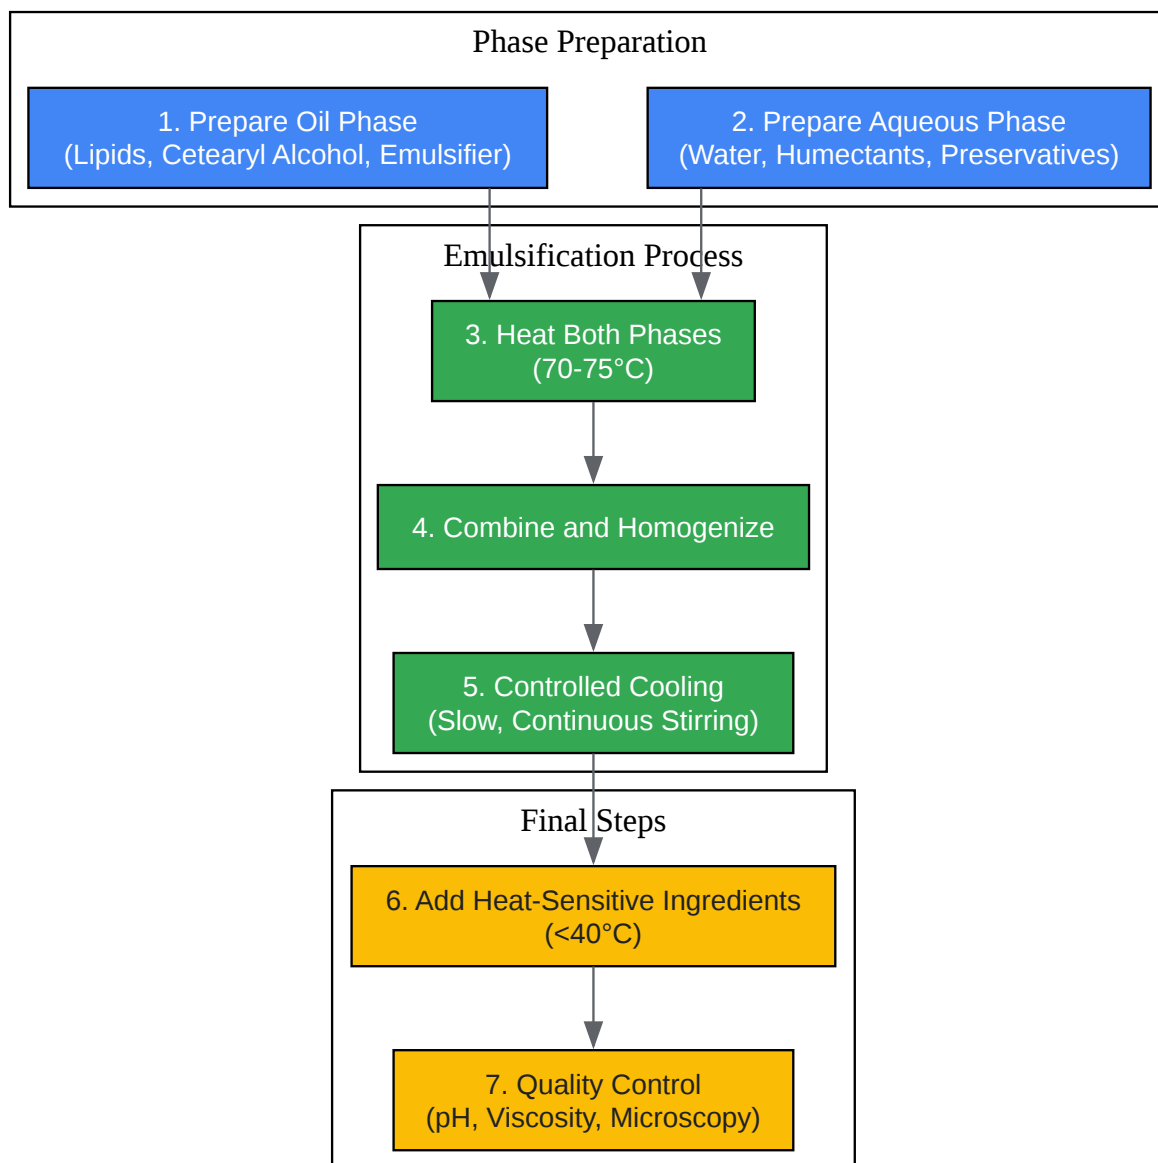 Phase Preparation
1. Prepare Oil Phase
(Lipids, Cetearyl Alcohol, Emulsifier)
2. Prepare Aqueous Phase
(Water, Humectants, Preservatives)
Emulsification Process
3. Heat Both Phases
(70-75°C)
4. Combine and Homogenize
5. Controlled Cooling
(Slow, Continuous Stirring)
Final Steps
6. Add Heat-Sensitive Ingredients
(<40°C)
7. Quality Control
(pH, Viscosity, Microscopy)